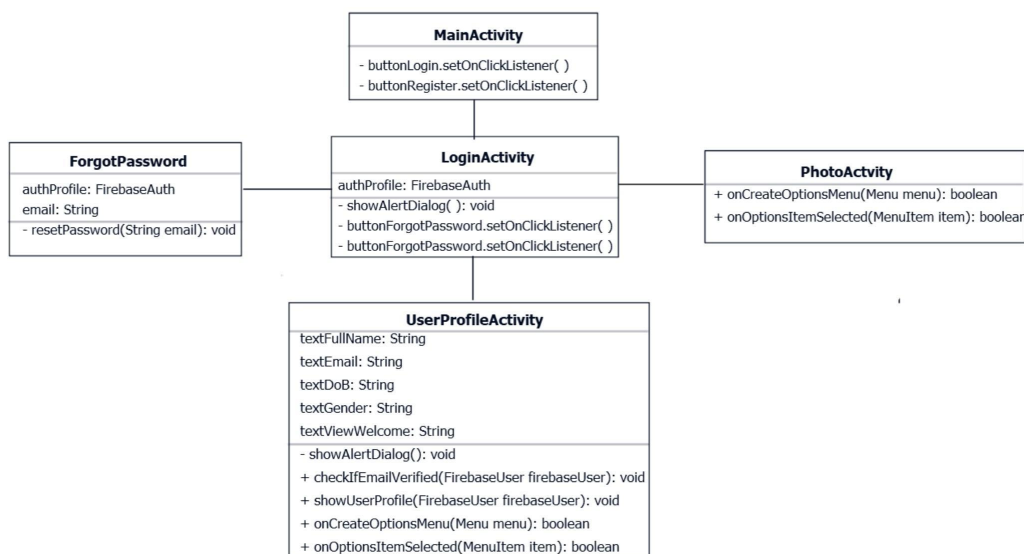 MainActivity
- buttonLogin.setOnClickListener( )
- buttonRegister.setOnClickListener( )
ForgotPassword
authProfile: FirebaseAuth
email: String
- resetPassword(String email): void
LoginActivity
authProfile: FirebaseAuth
- showAlertDialog( ): void
- buttonForgotPassword.setOnClickListener( )
- buttonForgotPassword.setOnClickListener( )
PhotoActvity
+ onCreateOptionsMenu(Menu menu): boolean
+ onOptionsItemSelected(MenuItem item): boolean
UserProfileActivity
textFullName: String
textEmail: String
textDoB: String
textGender: String
textViewWelcome: String
- showAlertDialog(): void
+ checkIfEmailVerified(FirebaseUser firebaseUser): void
+ showUserProfile(FirebaseUser firebaseUser): void
+ onCreateOptionsMenu(Menu menu): boolean
+ onOptionsItemSelected(MenuItem item): boolean